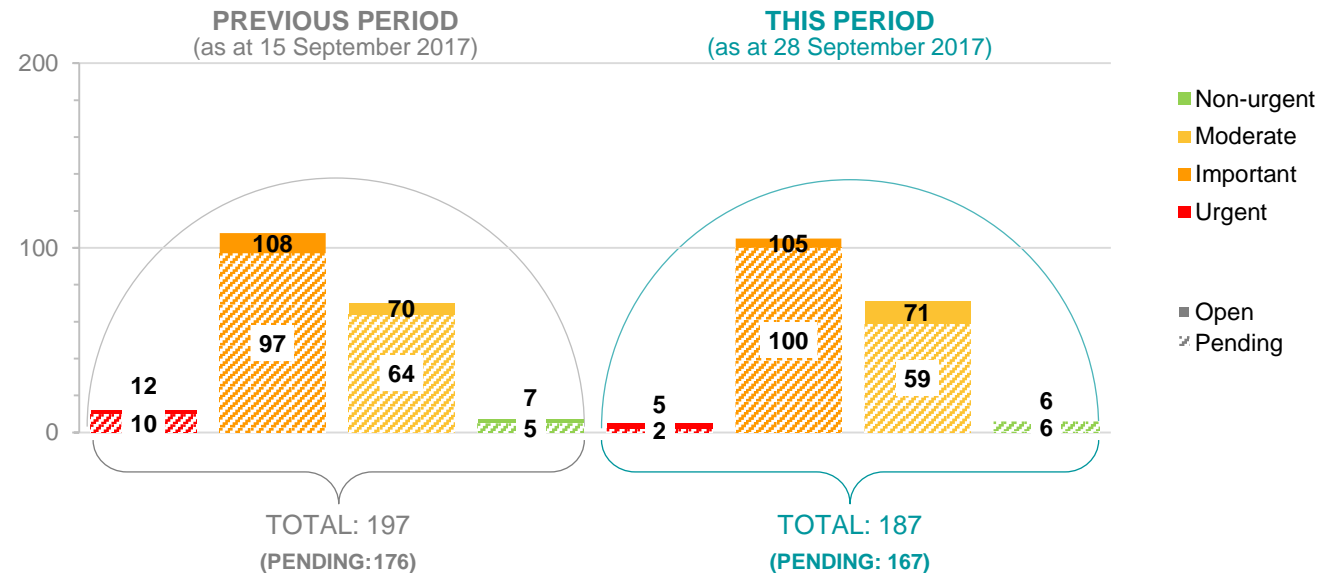 PREVIOUS PERIOD
(as at 15 September 2017)
THIS PERIOD
(as at 28 September 2017)
200
100
0
108
97
70
64
12
10
7
5
105
100
71
59
5
2
6
6
Non-urgent
Moderate
Important
Urgent
Open
Pending
TOTAL: 197
(PENDING: 176)
TOTAL: 187
(PENDING: 167)